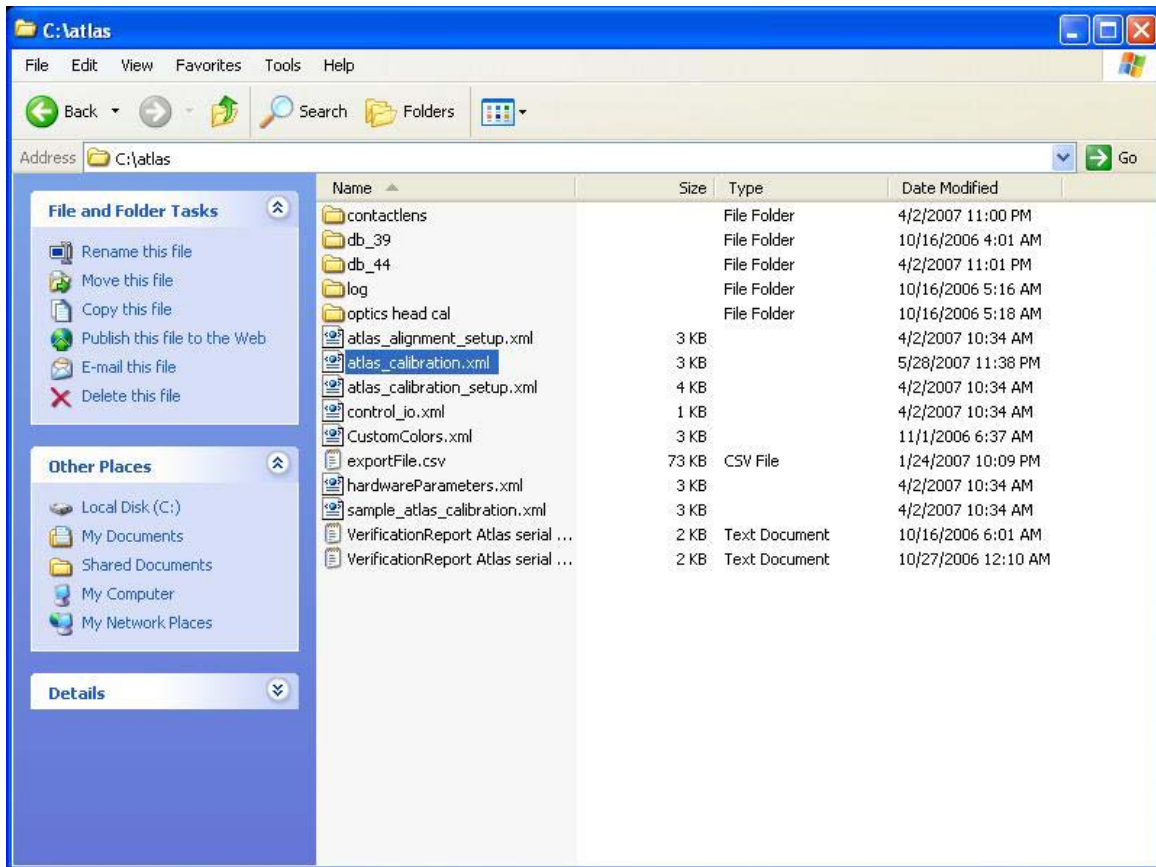 C:\atlas
File Edit View Favorites Tools Help
Back Search Folders
Address C:\atlas Go
File and Folder Tasks
Rename this file
Move this file
Copy this file
Publish this file to the Web
E-mail this file
Delete this file
Other Places
Local Disk (C:)
My Documents
Shared Documents
My Computer
My Network Places
Details
Name Size Type Date Modified
contactlens File Folder 4/2/2007 11:00 PM
db_39 File Folder 10/16/2006 4:01 AM
db_44 File Folder 4/2/2007 11:01 PM
log File Folder 10/16/2006 5:16 AM
optics head cal File Folder 10/16/2006 5:18 AM
atlas_alignment_setup.xml 3 KB 4/2/2007 10:34 AM
atlas_calibration.xml 3 KB 5/28/2007 11:38 PM
atlas_calibration_setup.xml 4 KB 4/2/2007 10:34 AM
control_io.xml 1 KB 4/2/2007 10:34 AM
CustomColors.xml 3 KB 11/1/2006 6:37 AM
exportFile.csv 73 KB CSV File 1/24/2007 10:09 PM
hardwareParameters.xml 3 KB 4/2/2007 10:34 AM
sample_atlas_calibration.xml 3 KB 4/2/2007 10:34 AM
VerificationReport Atlas serial ... 2 KB Text Document 10/16/2006 6:01 AM
VerificationReport Atlas serial ... 2 KB Text Document 10/27/2006 12:10 AM